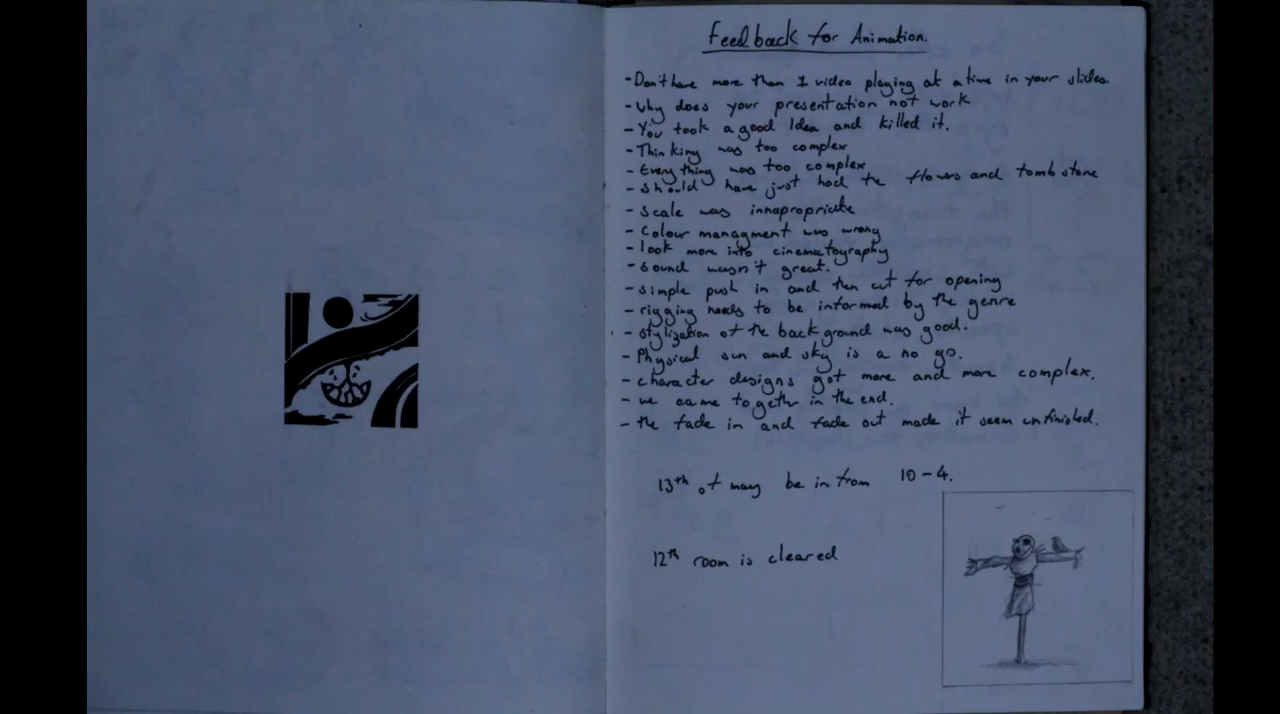 Feedback for Animation.
- Don't have more than 1 video playing at a time in your slides.
- Why does your presentation not work
- You took a good Idea and killed it.
- Thinking was too complex
- Everything was too complex
- Should have just had the flowers and tombstone
- Scale was innapropriate
- Colour managment was wrong
- look more into cinematography
- sound wasn't great.
- simple push in and then cut for opening
- rigging needs to be informed by the genre
- stylization of the background was good.
- Physical sun and sky is a no go.
- character designs got more and more complex.
- we came togethr in the end.
- the fade in and fade out made it seem unfinished.
13th of may be in from 10-4.
12th room is cleared